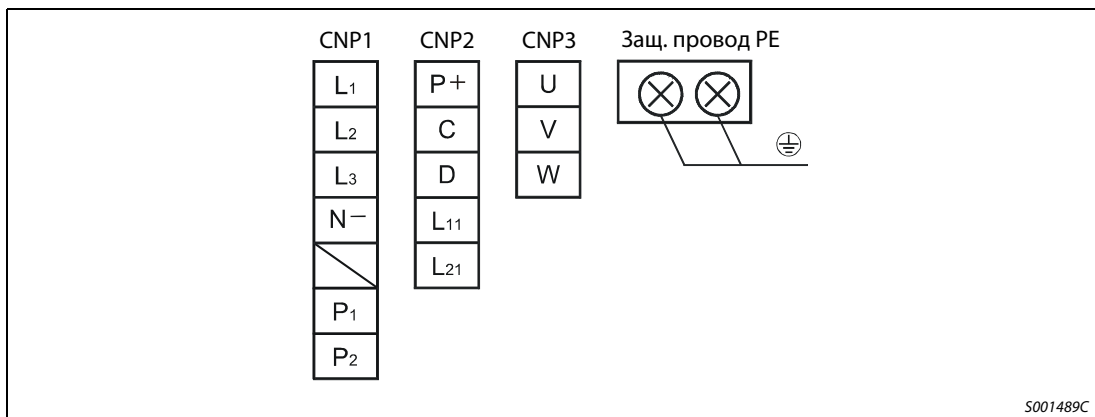 CNP1 CNP2 CNP3 Защ. провод PE
L1 P+ U
L2 C V
L3 D W
N− L11
L21
P1
P2
S001489C